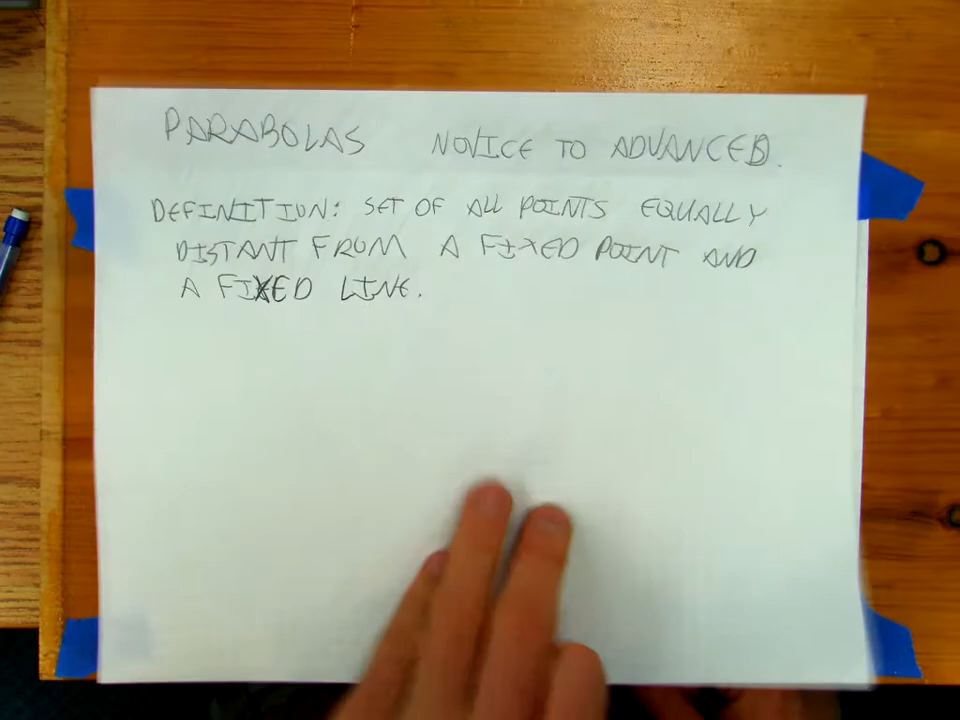 PARABOLAS NOVICE TO ADVANCED.
DEFINITION: SET OF ALL POINTS EQUALLY
DISTANT FROM A FIXED POINT AND
A FIXED LINE.